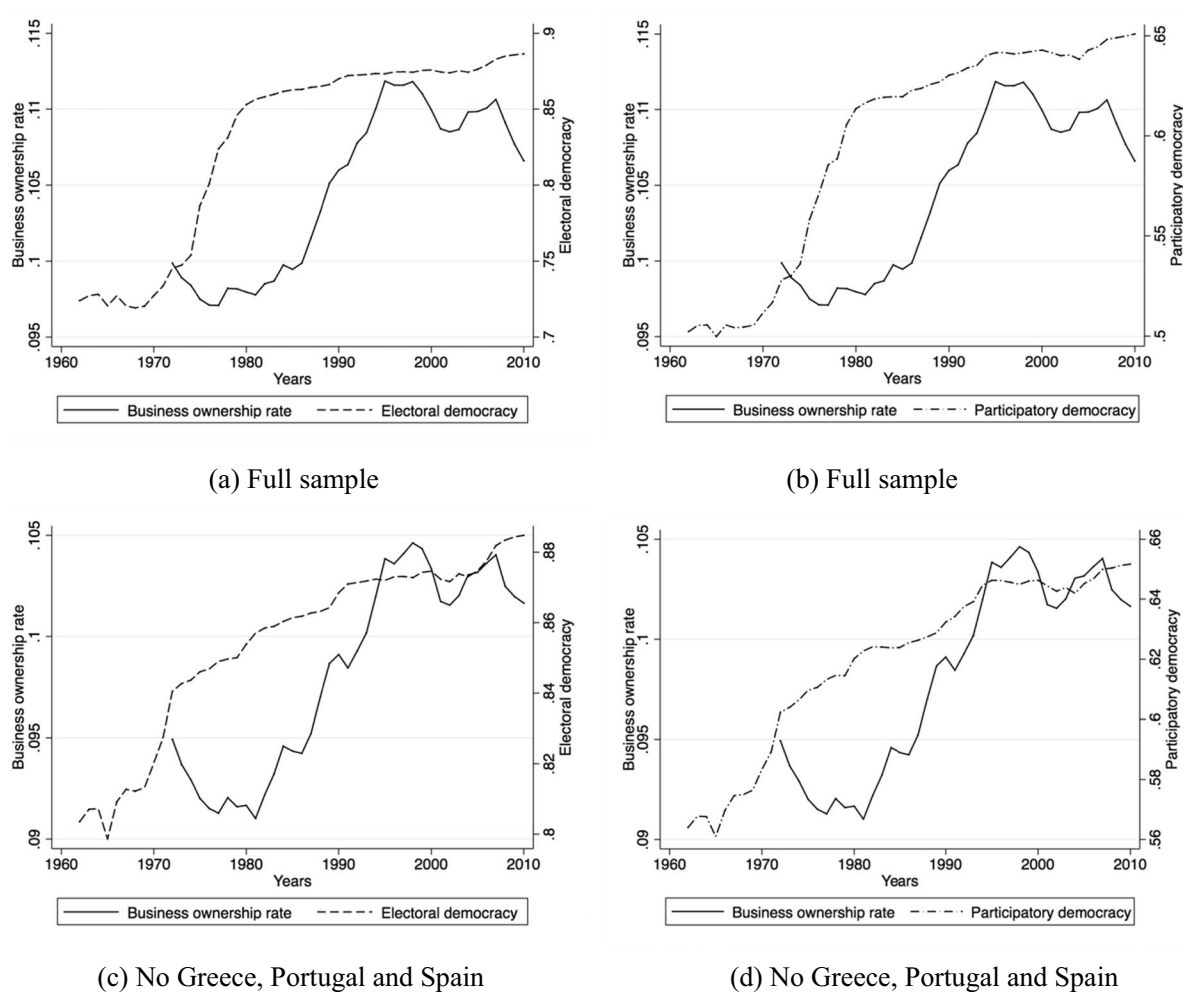 .115
.11
.105
.1
.095
Business ownership rate
.9
.85
.8
.75
.7
Electoral democracy
1960 1970 1980 1990 2000 2010
Years
Business ownership rate Electoral democracy
(a) Full sample
.115
.11
.105
.1
.095
Business ownership rate
.65
.6
.55
.5
Participatory democracy
1960 1970 1980 1990 2000 2010
Years
Business ownership rate Participatory democracy
(b) Full sample
.105
.1
.095
.09
Business ownership rate
.88
.86
.84
.82
.8
Electoral democracy
1960 1970 1980 1990 2000 2010
Years
Business ownership rate Electoral democracy
(c) No Greece, Portugal and Spain
.105
.1
.095
.09
Business ownership rate
.66
.64
.62
.6
.58
.56
Participatory democracy
1960 1970 1980 1990 2000 2010
Years
Business ownership rate Participatory democracy
(d) No Greece, Portugal and Spain